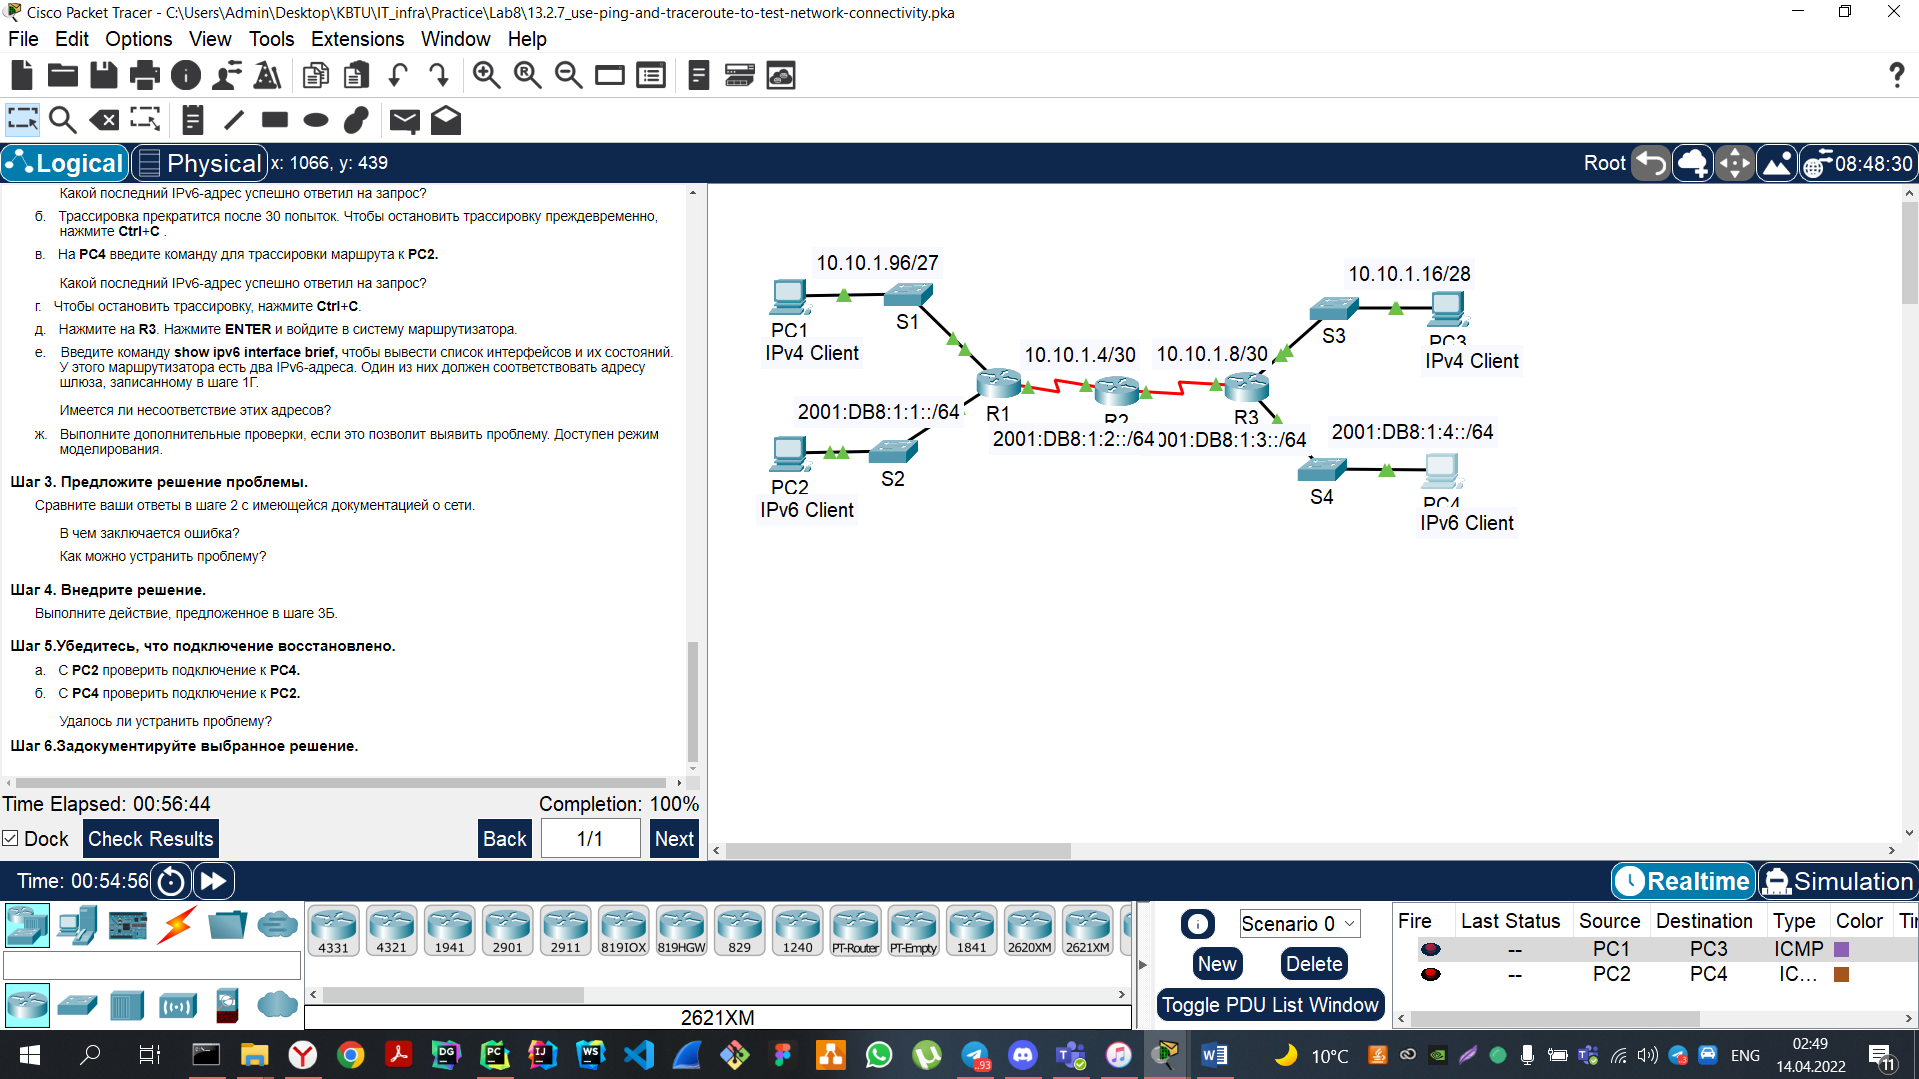 Cisco Packet Tracer - C:\Users\Admin\Desktop\KBTU\IT_infra\Practice\Lab8\13.2.7_use-ping-and-traceroute-to-test-network-connectivity.pka
File Edit Options View Tools Extensions Window Help
?
Logical Physical x: 1066, y: 439
Root 08:48:30
Какой последний IPv6-адрес успешно ответил на запрос?
б. Трассировка прекратится после 30 попыток. Чтобы остановить трассировку преждевременно,
нажмите Ctrl+C .
в. На PC4 введите команду для трассировки маршрута к PC2.
Какой последний IPv6-адрес успешно ответил на запрос?
г. Чтобы остановить трассировку, нажмите Ctrl+C.
д. Нажмите на R3. Нажмите ENTER и войдите в систему маршрутизатора.
е. Введите команду show ipv6 interface brief, чтобы вывести список интерфейсов и их состояний.
У этого маршрутизатора есть два IPv6-адреса. Один из них должен соответствовать адресу
шлюза, записанному в шаге 1Г.
Имеется ли несоответствие этих адресов?
ж. Выполните дополнительные проверки, если это позволит выявить проблему. Доступен режим
моделирования.
Шаг 3. Предложите решение проблемы.
Сравните ваши ответы в шаге 2 с имеющейся документацией о сети.
В чем заключается ошибка?
Как можно устранить проблему?
Шаг 4. Внедрите решение.
Выполните действие, предложенное в шаге 3Б.
Шаг 5.Убедитесь, что подключение восстановлено.
а. С PC2 проверить подключение к PC4.
б. С PC4 проверить подключение к PC2.
Удалось ли устранить проблему?
Шаг 6.Задокументируйте выбранное решение.
Time Elapsed: 00:56:44 Completion: 100%
Dock Check Results Back 1/1 Next
10.10.1.96/27
10.10.1.16/28
PC1
S1
S3
PC3
IPv4 Client
10.10.1.4/30 10.10.1.8/30
IPv4 Client
2001:DB8:1:1::/64
R1 R2 R3
2001:DB8:1:2::/64 001:DB8:1:3::/64
2001:DB8:1:4::/64
PC2
S2
S4
PC4
IPv6 Client
IPv6 Client
Time: 00:54:56
Realtime Simulation
4331 4321 1941 2901 2911 819IOX 819HGW 829 1240 PT-Router PT-Empty 1841 2620XM 2621XM
2621XM
Scenario 0
New Delete
Toggle PDU List Window
Fire Last Status Source Destination Type Color
-- PC1 PC3 ICMP
-- PC2 PC4 IC...
10°C
ENG
02:49
14.04.2022
11
93